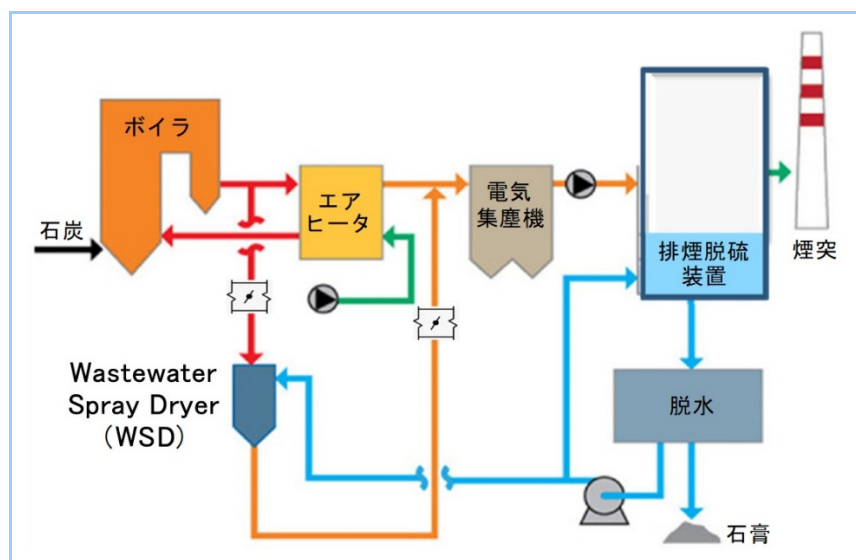 ボイラ
石炭
エア
ヒータ
電気
集塵機
排煙脱硫
装置
煙突
Wastewater
Spray Dryer
(WSD)
脱水
石膏